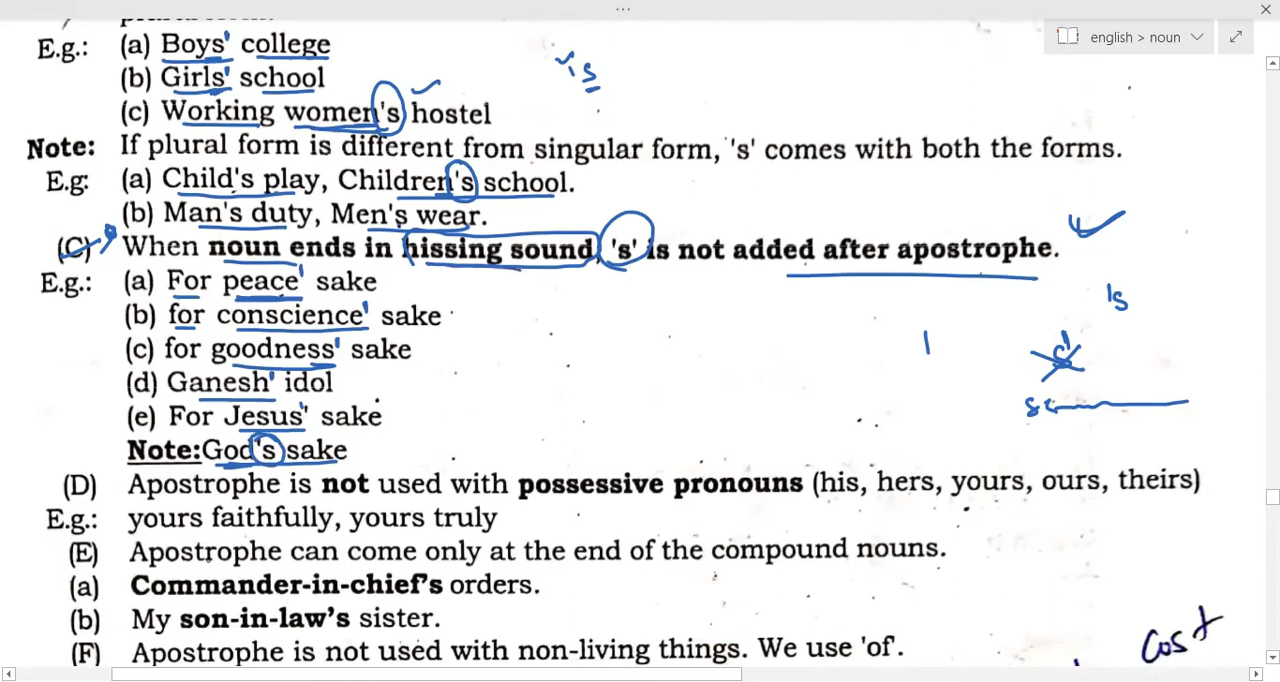 english > noun
E.g.: (a) Boys' college
(b) Girls' school
(c) Working women's hostel
's
Note: If plural form is different from singular form, 's' comes with both the forms.
E.g: (a) Child's play, Children's school.
(b) Man's duty, Men's wear.
(C) When noun ends in hissing sound, 's' is not added after apostrophe.
E.g.: (a) For peace' sake
(b) for conscience' sake
's
(c) for goodness' sake
(d) Ganesh' idol
(e) For Jesus' sake
Note: God's sake
(D) Apostrophe is not used with possessive pronouns (his, hers, yours, ours, theirs)
E.g.: yours faithfully, yours truly
(E) Apostrophe can come only at the end of the compound nouns.
(a) Commander-in-chief's orders.
(b) My son-in-law's sister.
(F) Apostrophe is not used with non-living things. We use 'of'.